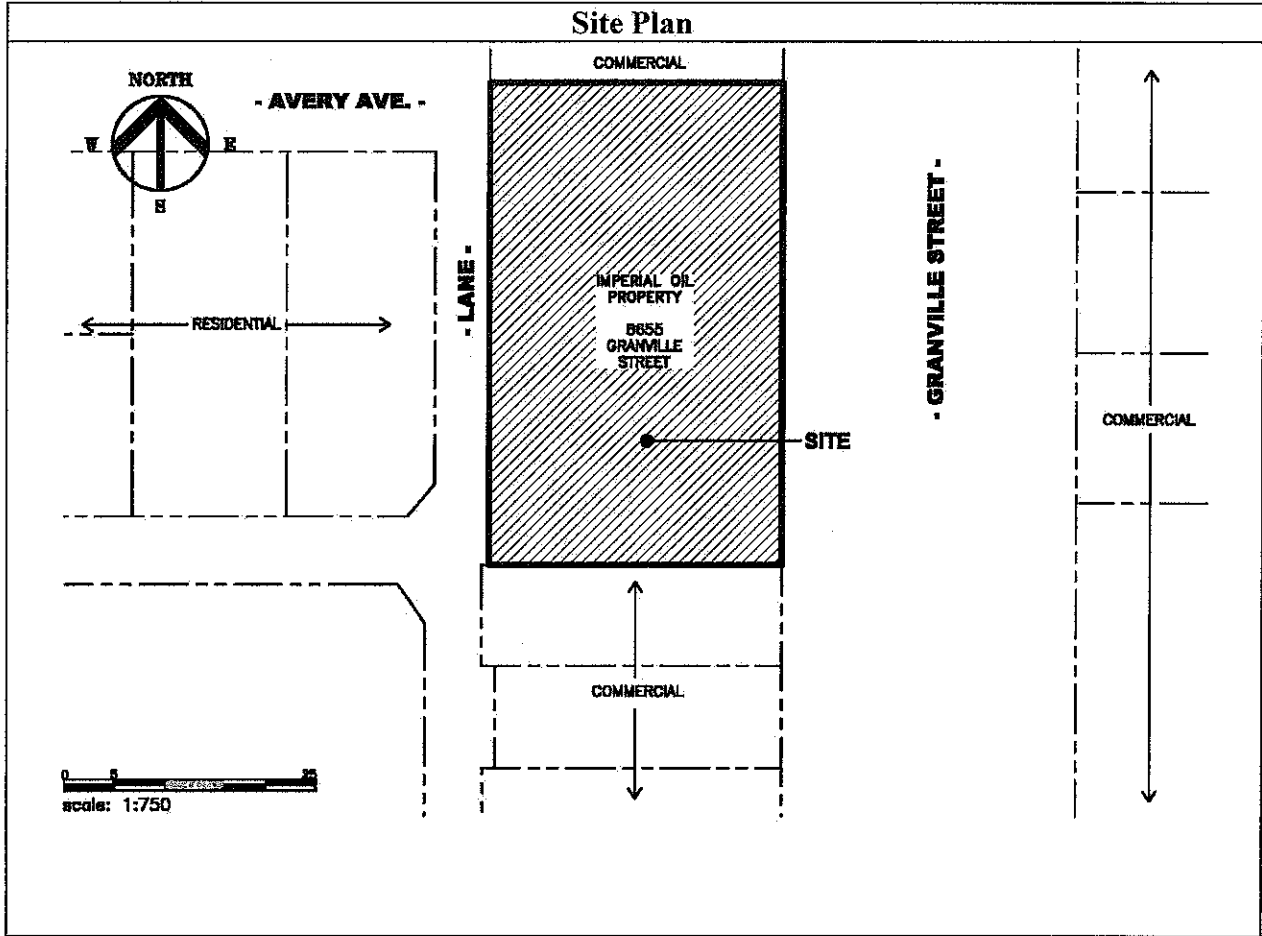 Site Plan
COMMERCIAL
NORTH
- AVERY AVE. -
W
E
S
- LANE -
- GRANVILLE STREET -
IMPERIAL OIL
PROPERTY
8655
GRANVILLE
STREET
RESIDENTIAL
COMMERCIAL
SITE
COMMERCIAL
0 5 25
scale: 1:750